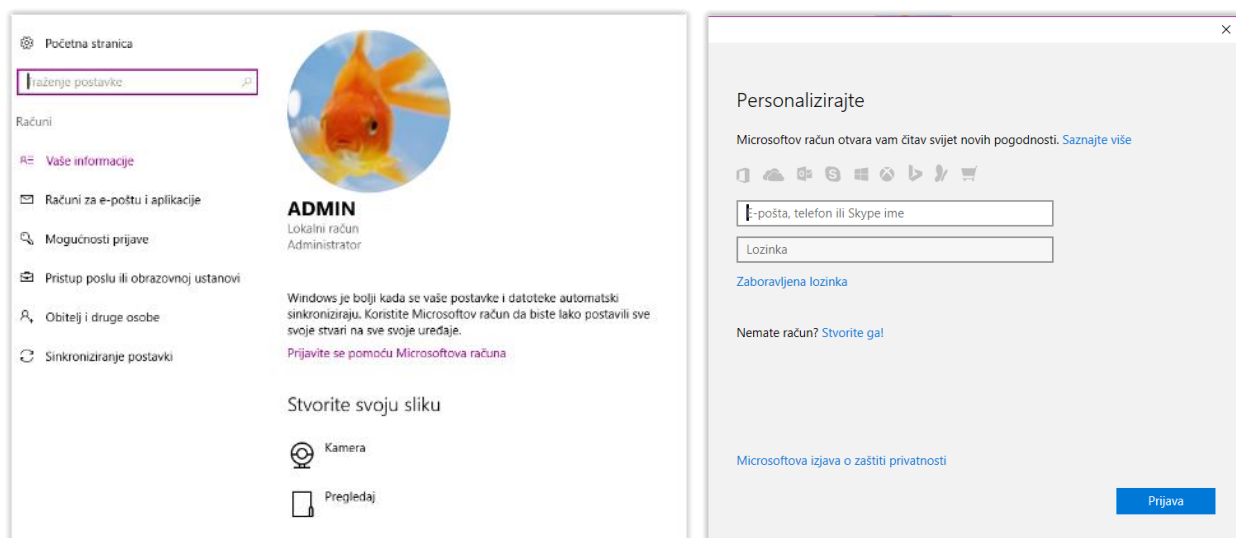 Početna stranica
Traženje postavke
Računi
Vaše informacije
Računi za e-poštu i aplikacije
Mogućnosti prijave
Pristup poslu ili obrazovnoj ustanovi
Obitelj i druge osobe
Sinkroniziranje postavki
ADMIN
Lokalni račun
Administrator
Windows je bolji kada se vaše postavke i datoteke automatski
sinkroniziraju. Koristite Microsoftov račun da biste lako postavili sve
svoje stvari na sve svoje uređaje.
Prijavite se pomoću Microsoftova računa
Stvorite svoju sliku
Kamera
Pregledaj
Personalizirajte
Microsoftov račun otvara vam čitav svijet novih pogodnosti. Saznajte više
E-pošta, telefon ili Skype ime
Lozinka
Zaboravljena lozinka
Nemate račun? Stvorite ga!
Microsoftova izjava o zaštiti privatnosti
Prijava